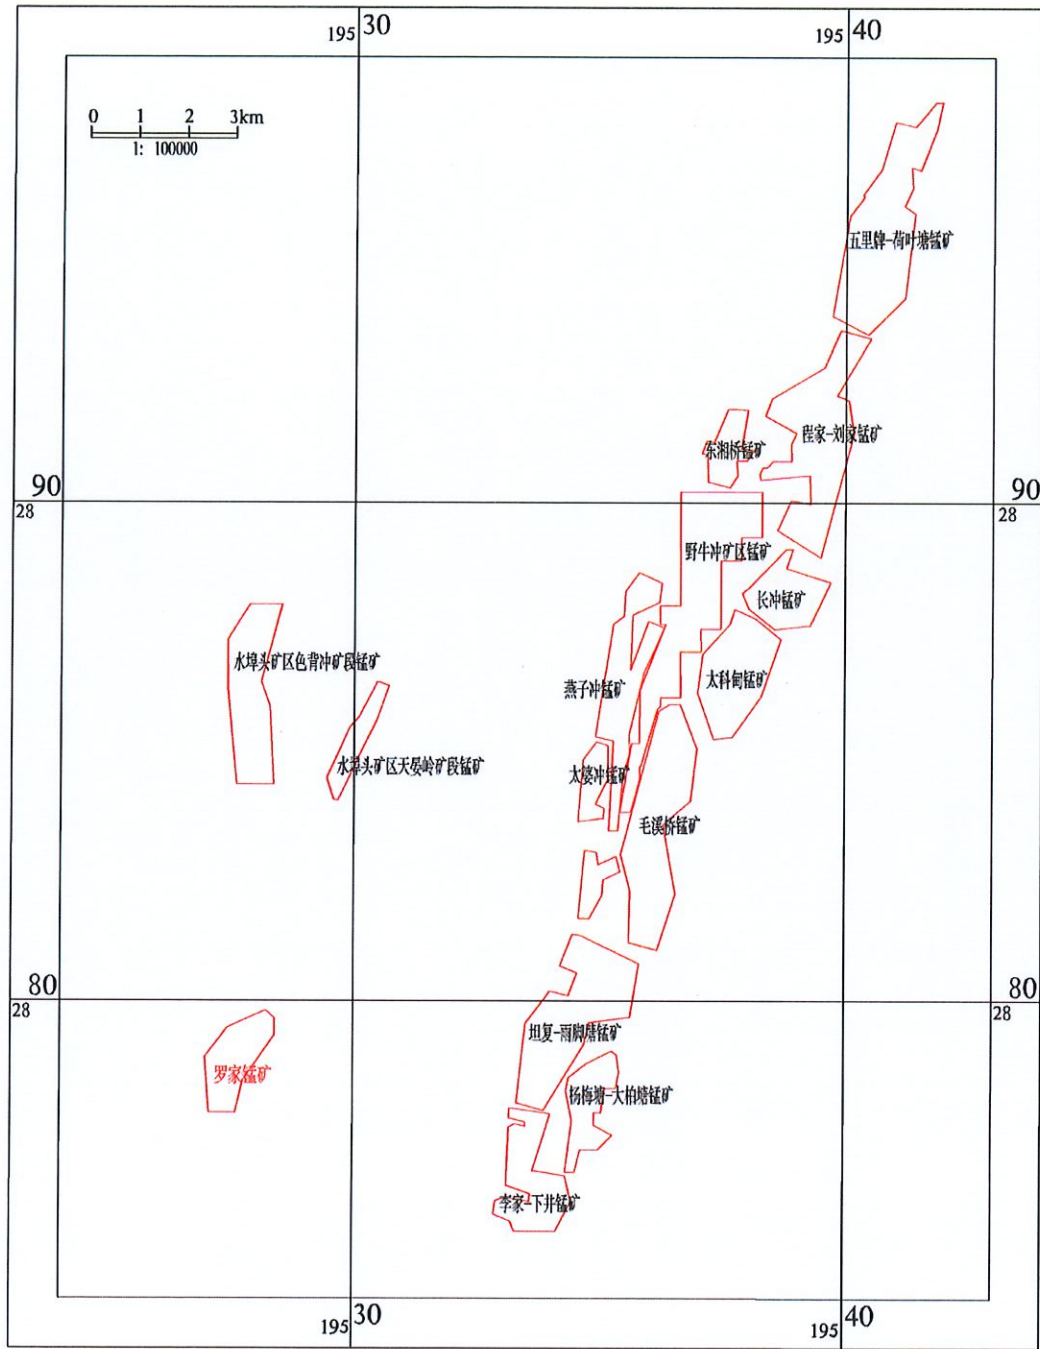 195 30
195 40
0 1 2 3km
1: 100000
五里牌-荷叶塘锰矿
程家-刘家锰矿
东湘桥锰矿
90
28
90
28
野牛冲矿区锰矿
长冲锰矿
水埠头矿区色背冲矿段锰矿
太科甸锰矿
燕子冲锰矿
水埠头矿区天晏岭矿段锰矿
太婆冲锰矿
毛溪桥锰矿
80
28
80
28
坦复-雨脚塘锰矿
罗家锰矿
杨梅塘-大柏塘锰矿
李家-下井锰矿
195 30
195 40